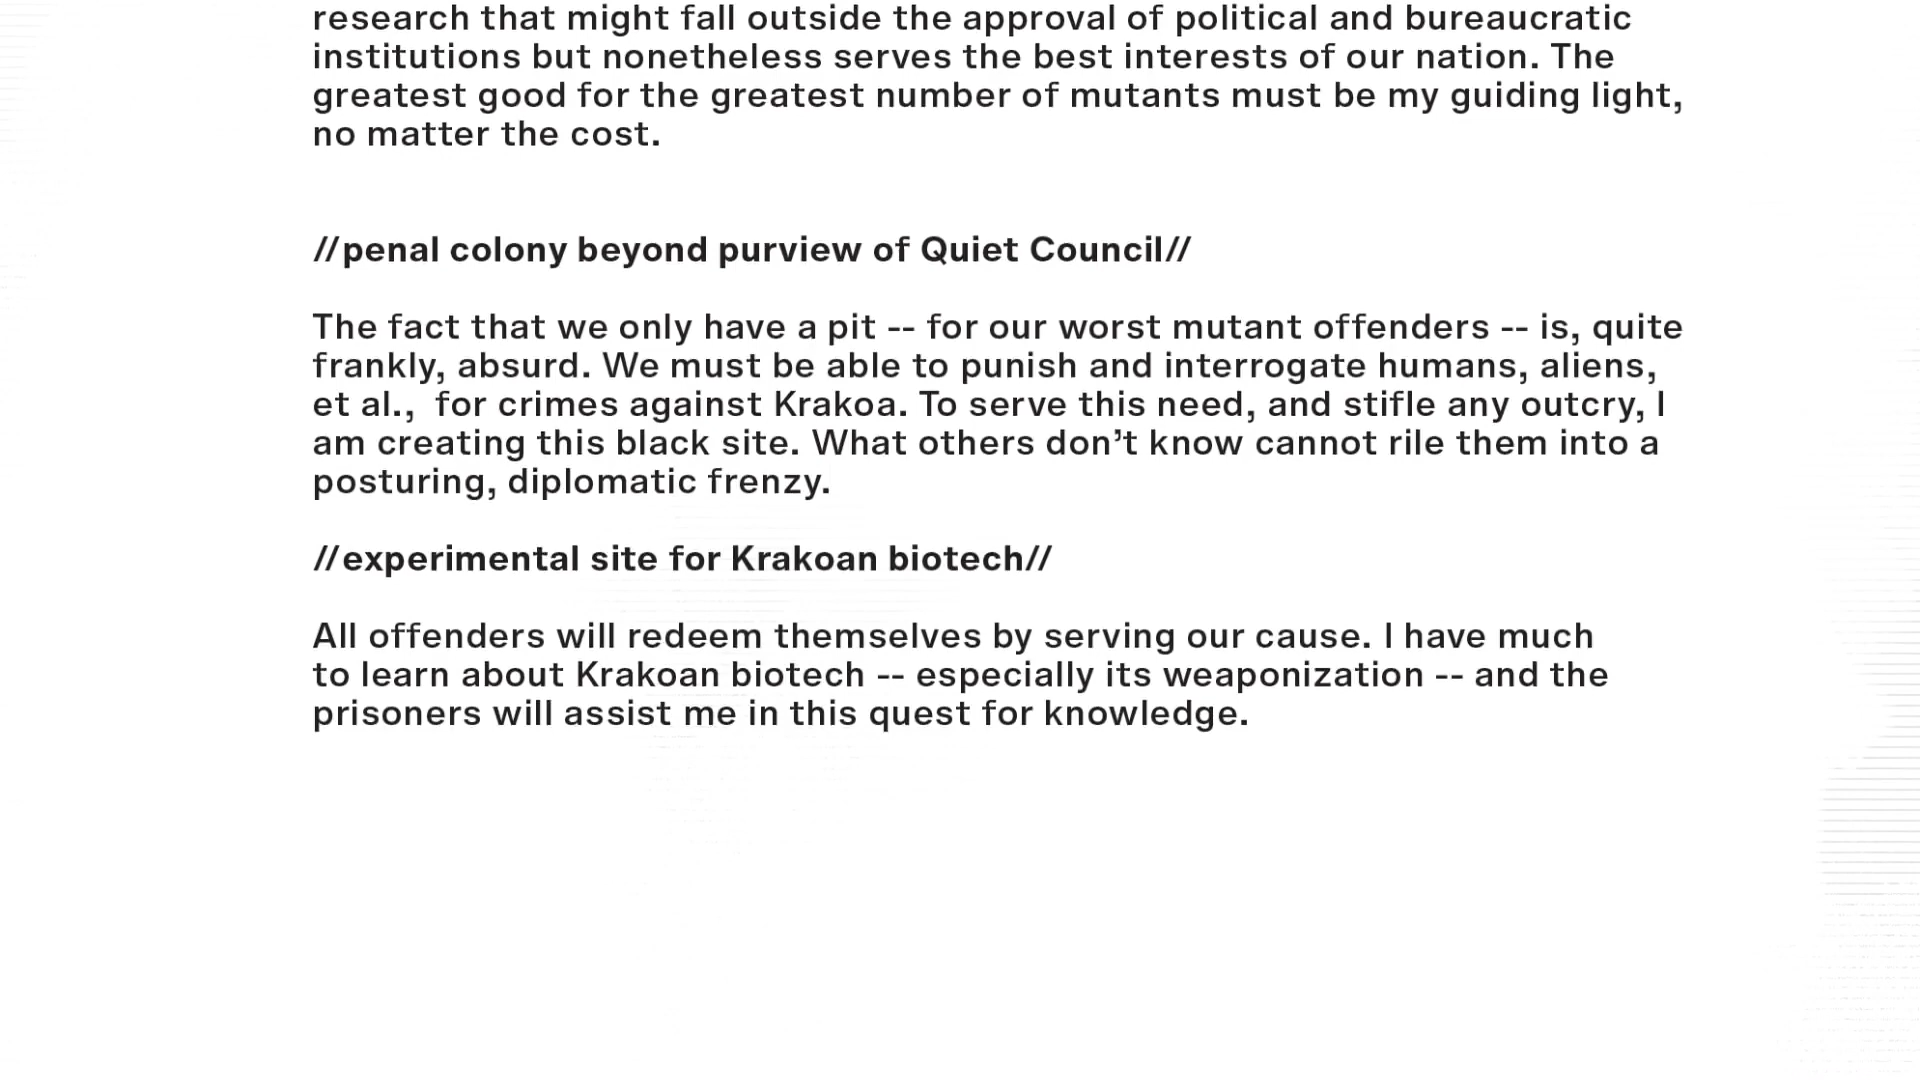 research that might fall outside the approval of political and bureaucratic
institutions but nonetheless serves the best interests of our nation. The
greatest good for the greatest number of mutants must be my guiding light,
no matter the cost.
//penal colony beyond purview of Quiet Council//
The fact that we only have a pit -- for our worst mutant offenders -- is, quite
frankly, absurd. We must be able to punish and interrogate humans, aliens,
et al.,  for crimes against Krakoa. To serve this need, and stifle any outcry, I
am creating this black site. What others don’t know cannot rile them into a
posturing, diplomatic frenzy.
//experimental site for Krakoan biotech//
All offenders will redeem themselves by serving our cause. I have much
to learn about Krakoan biotech -- especially its weaponization -- and the
prisoners will assist me in this quest for knowledge.